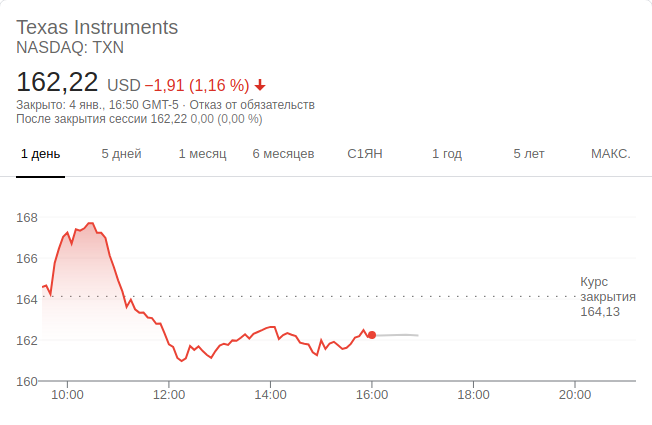 Texas Instruments
NASDAQ: TXN
162,22 USD −1,91 (1,16 %)
Закрыто: 4 янв., 16:50 GMT-5 · Отказ от обязательств
После закрытия сессии 162,22 0,00 (0,00 %)
1 день 5 дней 1 месяц 6 месяцев С1ЯН 1 год 5 лет МАКС.
168
166
Курс
164 закрытия
164,13
162
160
10:00 12:00 14:00 16:00 18:00 20:00